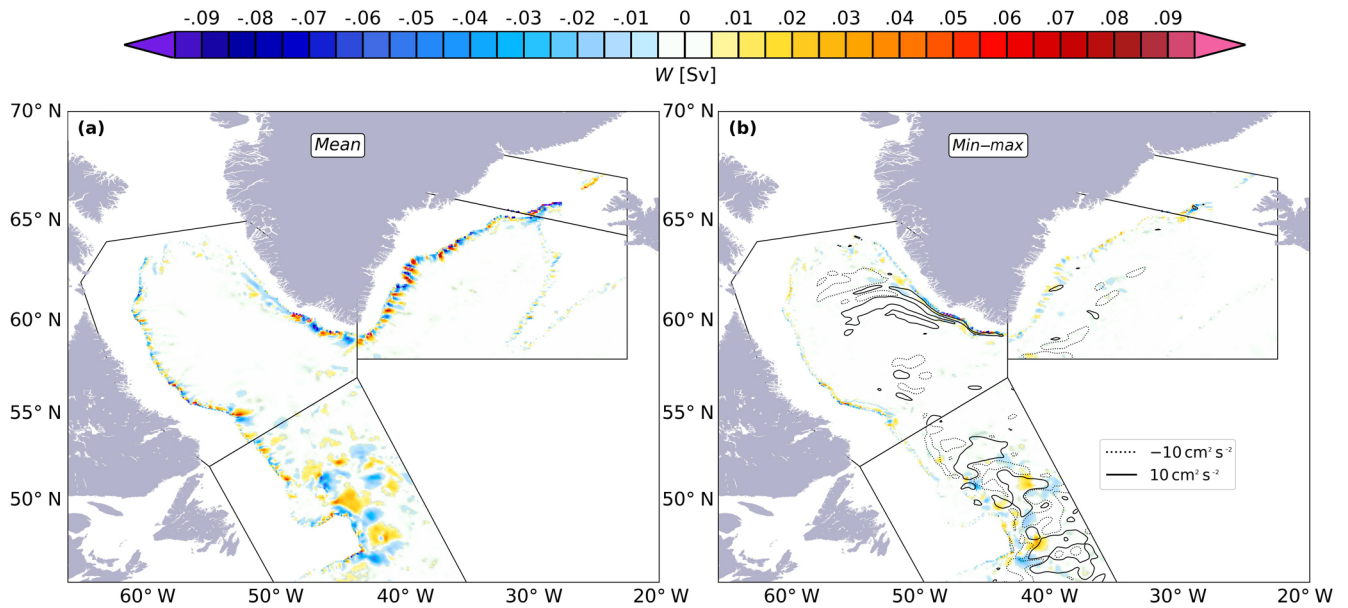 -.09 -.08 -.07 -.06 -.05 -.04 -.03 -.02 -.01 0 .01 .02 .03 .04 .05 .06 .07 .08 .09
W [Sv]
70° N 70° N
(a) Mean (b) Min−max
65° N 65° N
60° N 60° N
55° N 55° N
−10 cm² s⁻²
10 cm² s⁻²
50° N 50° N
60° W 50° W 40° W 30° W 20° W 60° W 50° W 40° W 30° W 20° W